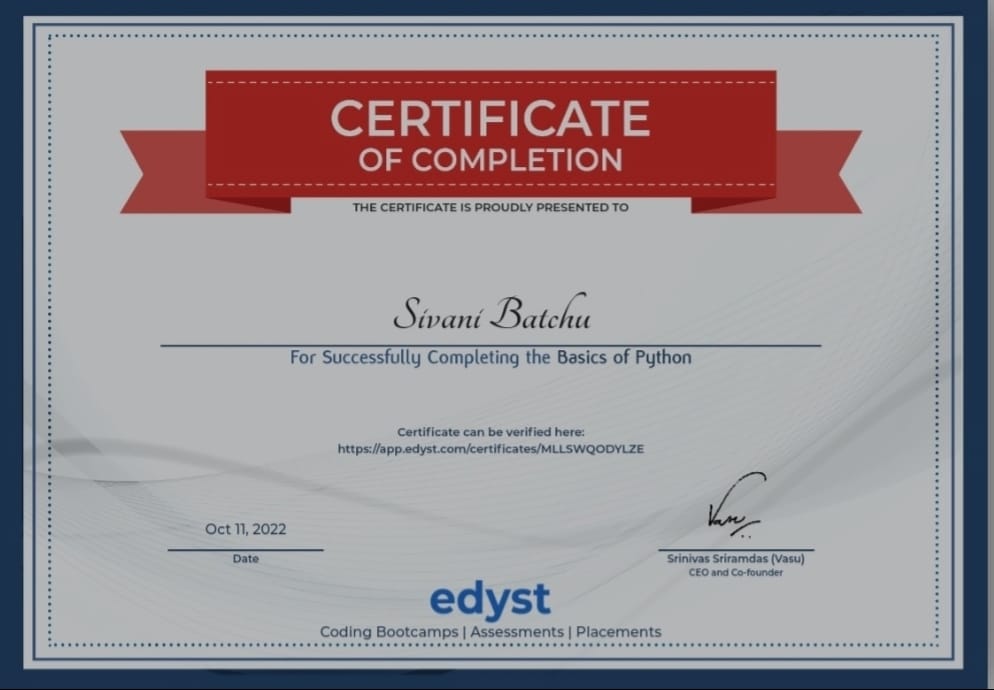 CERTIFICATE
OF COMPLETION
THE CERTIFICATE IS PROUDLY PRESENTED TO
Sivani Batchu
For Successfully Completing the Basics of Python
Certificate can be verified here:
https://app.edyst.com/certificates/MLLSWQODYLZE
Oct 11, 2022
Date
Vasu
Srinivas Sriramdas (Vasu)
CEO and Co-founder
edyst
Coding Bootcamps | Assessments | Placements